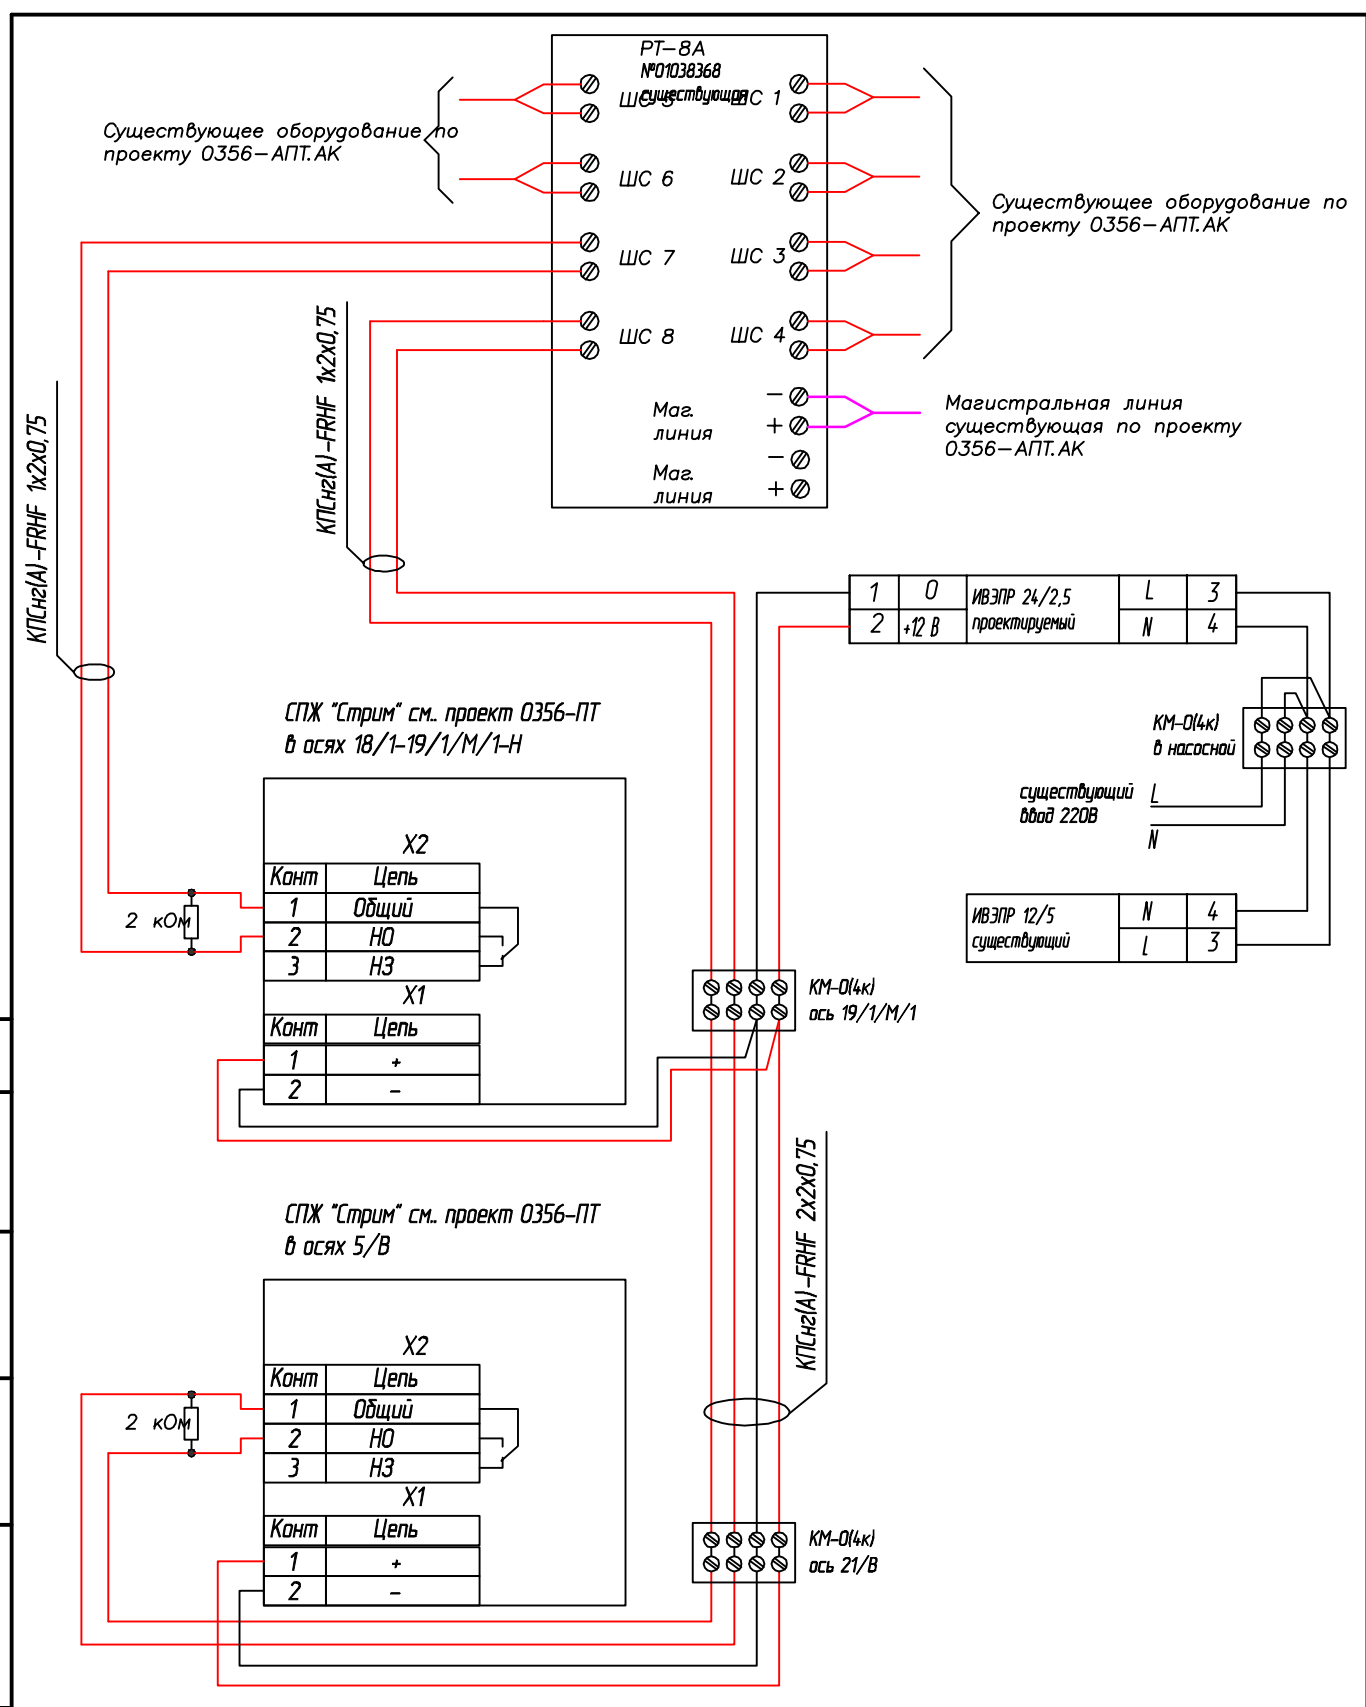 РТ-8А
№01038368
существующая
ШС 5
ШС 1
Существующее оборудование по
проекту 0356-АПТ.АК
ШС 6
ШС 2
Существующее оборудование по
проекту 0356-АПТ.АК
ШС 7
ШС 3
ШС 8
ШС 4
КПСнг(А)-FRHF 1х2х0,75
КПСнг(А)-FRHF 1х2х0,75
Маг.
линия
-
+
Магистральная линия
существующая по проекту
0356-АПТ.АК
Маг.
линия
-
+
1 0 ИВЭПР 24/2,5 L 3
2 +12 В проектируемый N 4
СПЖ "Стрим" см.. проект 0356-ПТ
в осях 18/1-19/1/М/1-Н
КМ-0(4к)
в насосной
существующий L
ввад 220В
N
Х2
Конт Цепь
1 Общий
2 НО
3 НЗ
2 кОм
ИВЭПР 12/5 N 4
существующий L 3
Х1
Конт Цепь
1 +
2 -
КМ-0(4к)
ось 19/1/М/1
КПСнг(А)-FRHF 2х2х0,75
СПЖ "Стрим" см.. проект 0356-ПТ
в осях 5/В
Х2
Конт Цепь
1 Общий
2 НО
3 НЗ
2 кОм
Х1
Конт Цепь
1 +
2 -
КМ-0(4к)
ось 21/В